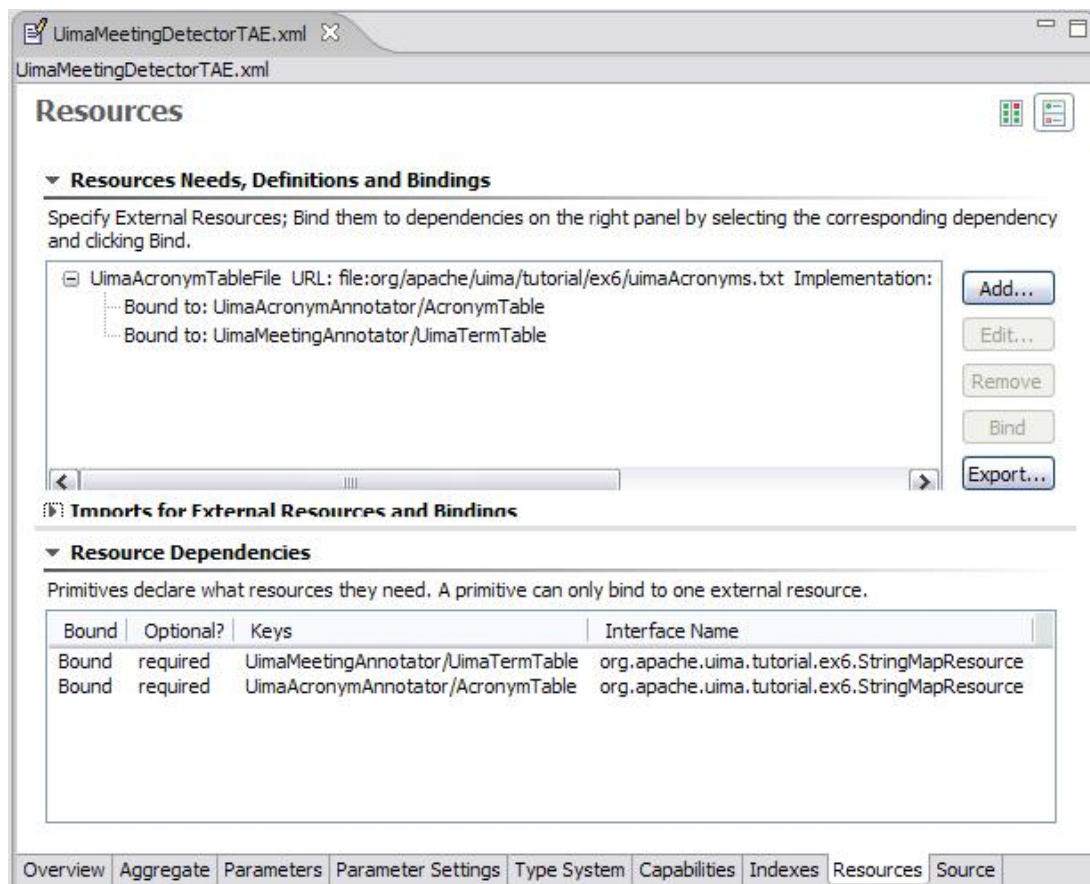 UimaMeetingDetectorTAE.xml
UimaMeetingDetectorTAE.xml
Resources
Resources Needs, Definitions and Bindings
Specify External Resources; Bind them to dependencies on the right panel by selecting the corresponding dependency
and clicking Bind.
UimaAcronymTableFile URL: file:org/apache/uima/tutorial/ex6/uimaAcronyms.txt Implementation:
Bound to: UimaAcronymAnnotator/AcronymTable
Bound to: UimaMeetingAnnotator/UimaTermTable
Add...
Edit...
Remove
Bind
Export...
Imports for External Resources and Bindings
Resource Dependencies
Primitives declare what resources they need. A primitive can only bind to one external resource.
Bound Optional? Keys Interface Name
Bound required UimaMeetingAnnotator/UimaTermTable org.apache.uima.tutorial.ex6.StringMapResource
Bound required UimaAcronymAnnotator/AcronymTable org.apache.uima.tutorial.ex6.StringMapResource
Overview Aggregate Parameters Parameter Settings Type System Capabilities Indexes Resources Source